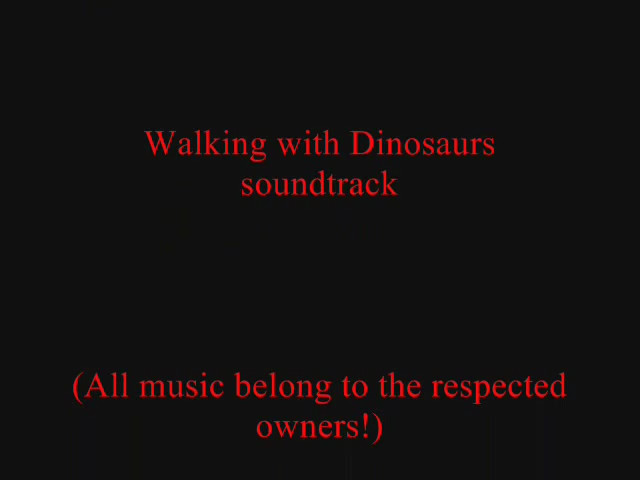 Walking with Dinosaurs
soundtrack
(All music belong to the respected
owners!)